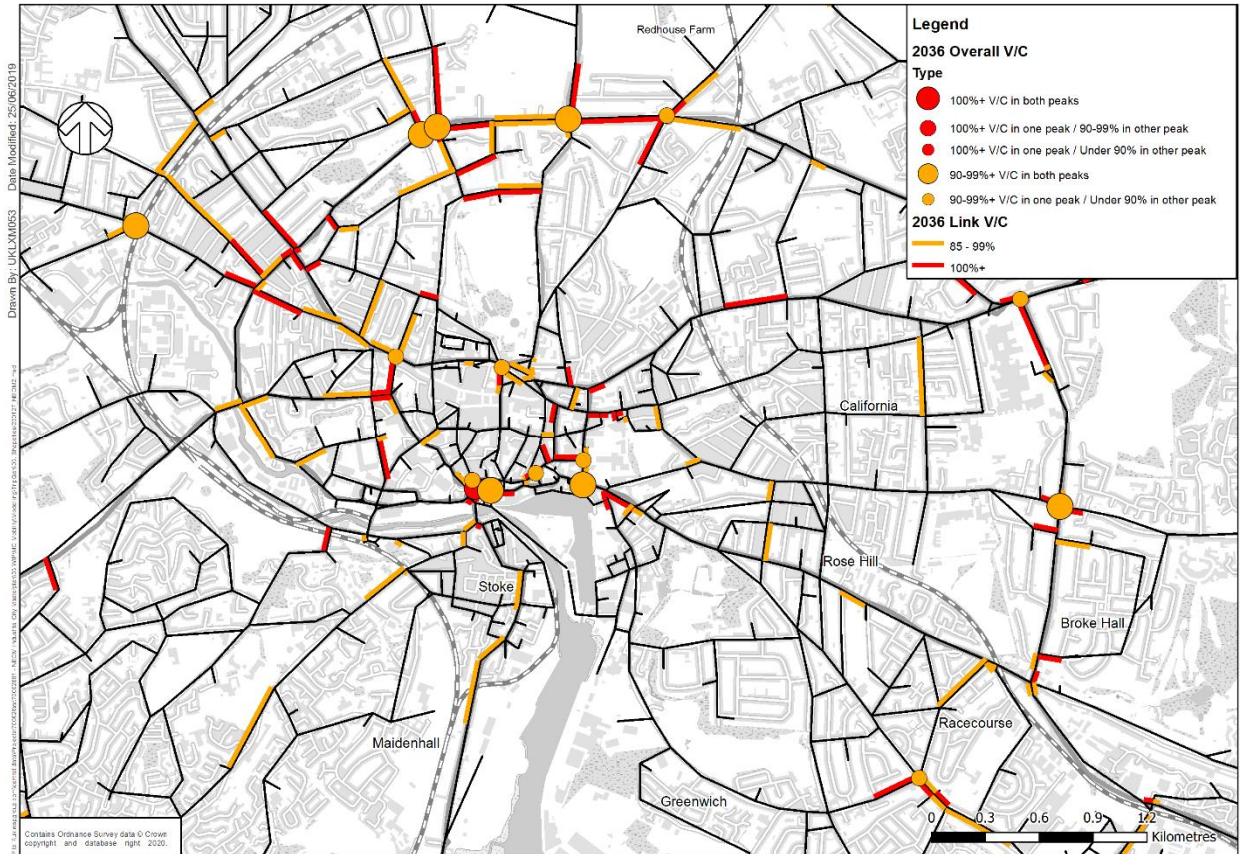 Redhouse Farm
Legend
2036 Overall V/C
Type
100%+ V/C in both peaks
100%+ V/C in one peak / 90-99% in other peak
100%+ V/C in one peak / Under 90% in other peak
90-99%+ V/C in both peaks
90-99%+ V/C in one peak / Under 90% in other peak
2036 Link V/C
85 - 99%
100%+
Date Modified: 25/06/2019
Drawn By: UKLXM053
California
Rose Hill
Stoke
Broke Hall
Racecourse
Maidenhall
Greenwich
0 0.3 0.6 0.9 1.2
Kilometres
Contains Ordnance Survey data © Crown
copyright and database right 2020.